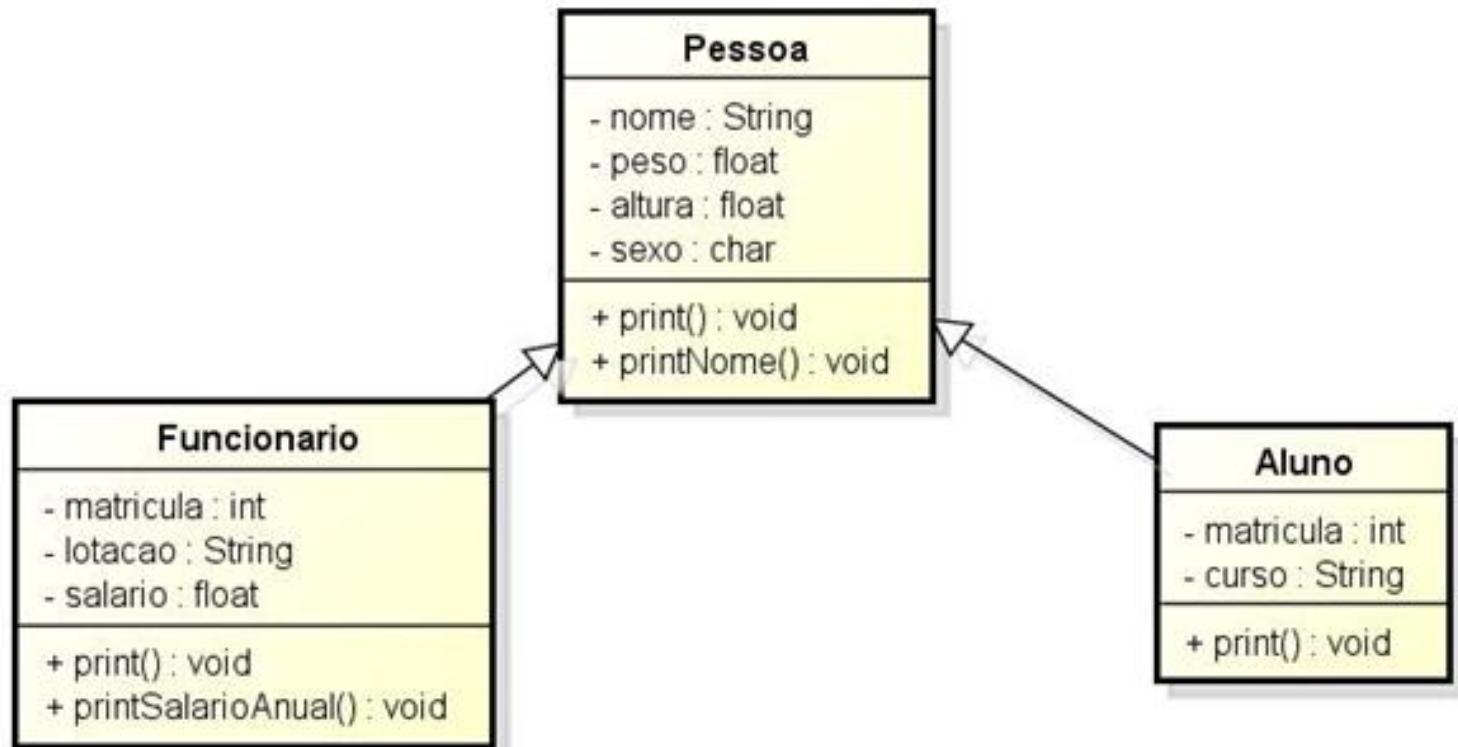 Pessoa
- nome : String
- peso : float
- altura : float
- sexo : char
+ print() : void
+ printNome() : void
Funcionario
- matricula : int
- lotacao : String
- salario : float
+ print() : void
+ printSalarioAnual() : void
Aluno
- matricula : int
- curso : String
+ print() : void